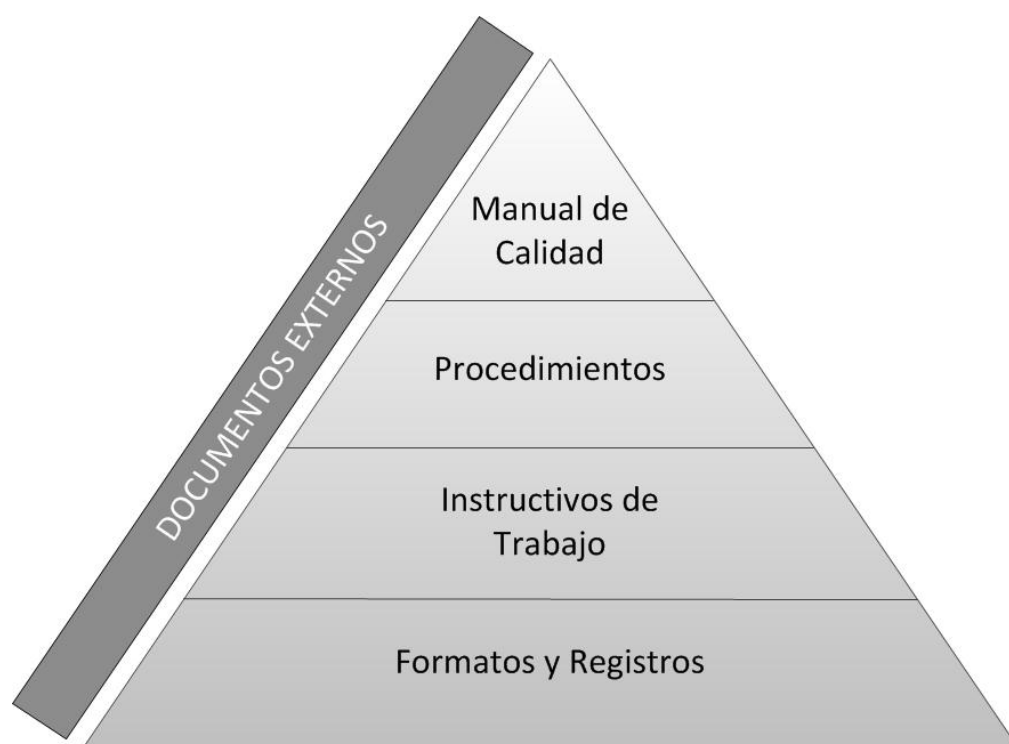 DOCUMENTOS EXTERNOS
Manual de
Calidad
Procedimientos
Instructivos de
Trabajo
Formatos y Registros